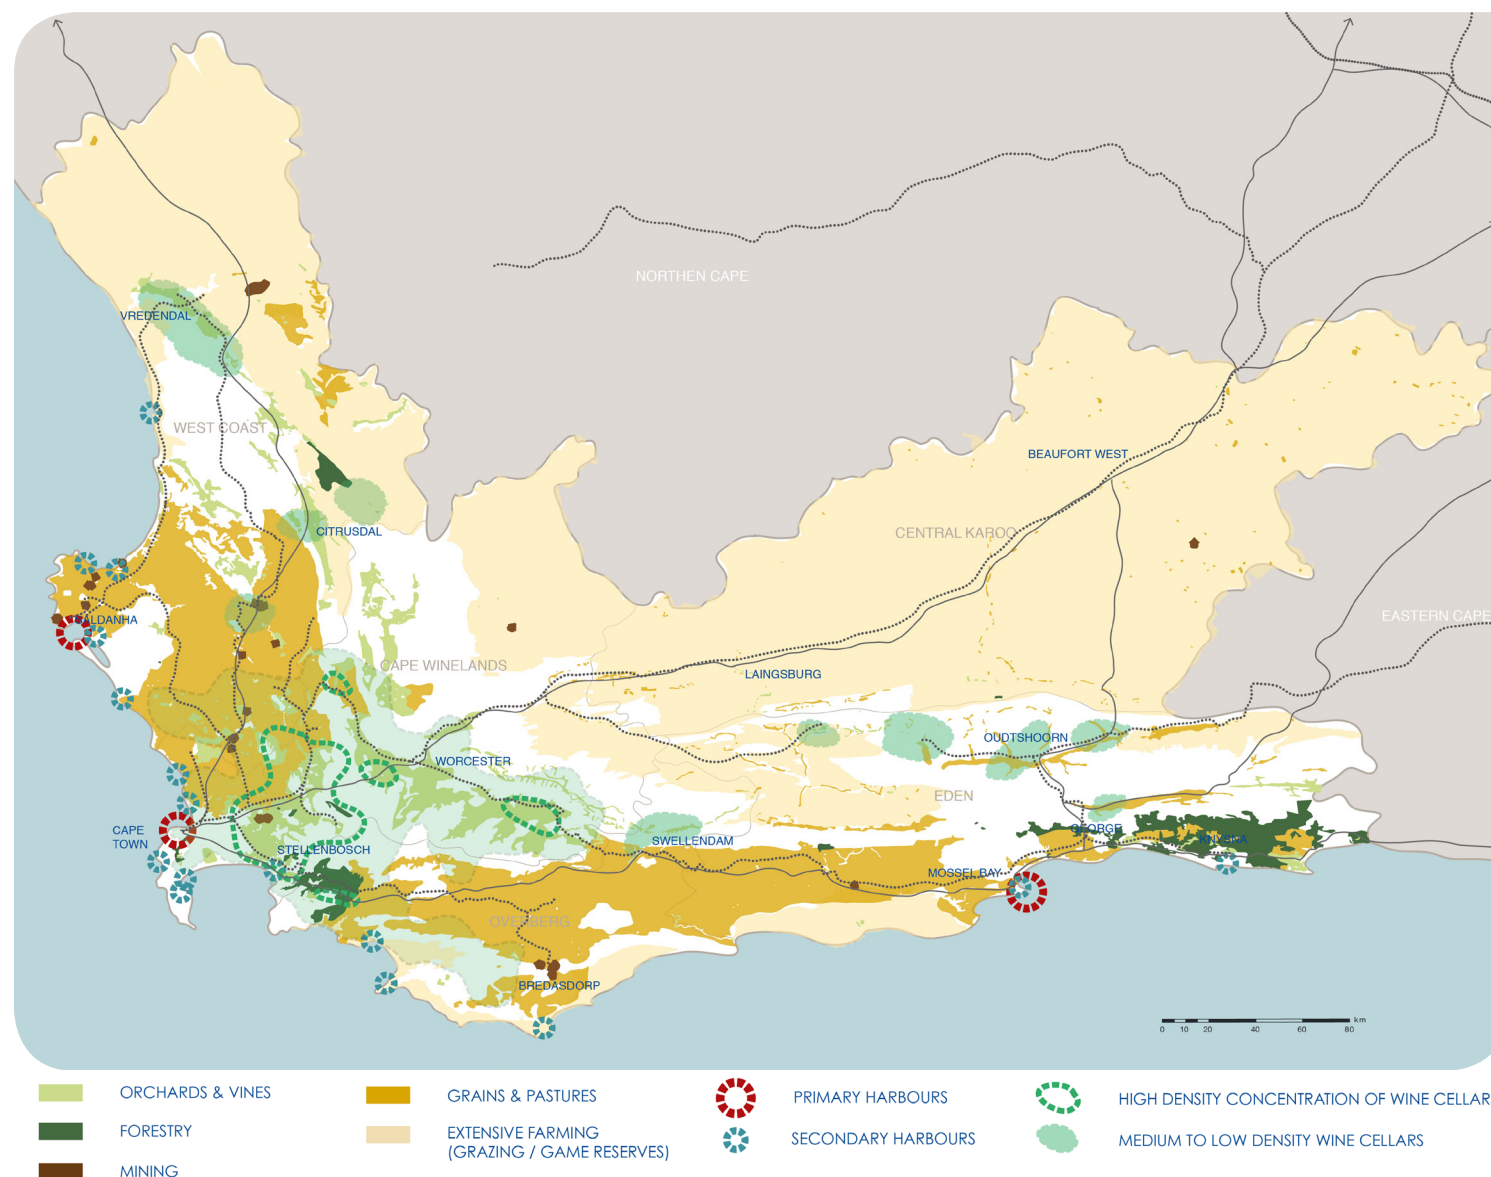 NORTHEN CAPE
VREDENDAL
WEST COAST
BEAUFORT WEST
CITRUSDAL
CENTRAL KAROO
EASTERN CAPE
CAPE WINELANDS
LAINGSBURG
OUDTSHOORN
WORCESTER
EDEN
CAPE
TOWN
GEORGE
KNYSNA
SWELLENDAM
STELLENBOSCH
MOSSEL BAY
OVERBERG
BREDASDORP
km
0 10 20 40 60 80
ORCHARDS & VINES
FORESTRY
MINING
GRAINS & PASTURES
EXTENSIVE FARMING
(GRAZING / GAME RESERVES)
PRIMARY HARBOURS
SECONDARY HARBOURS
HIGH DENSITY CONCENTRATION OF WINE CELLAR
MEDIUM TO LOW DENSITY WINE CELLARS